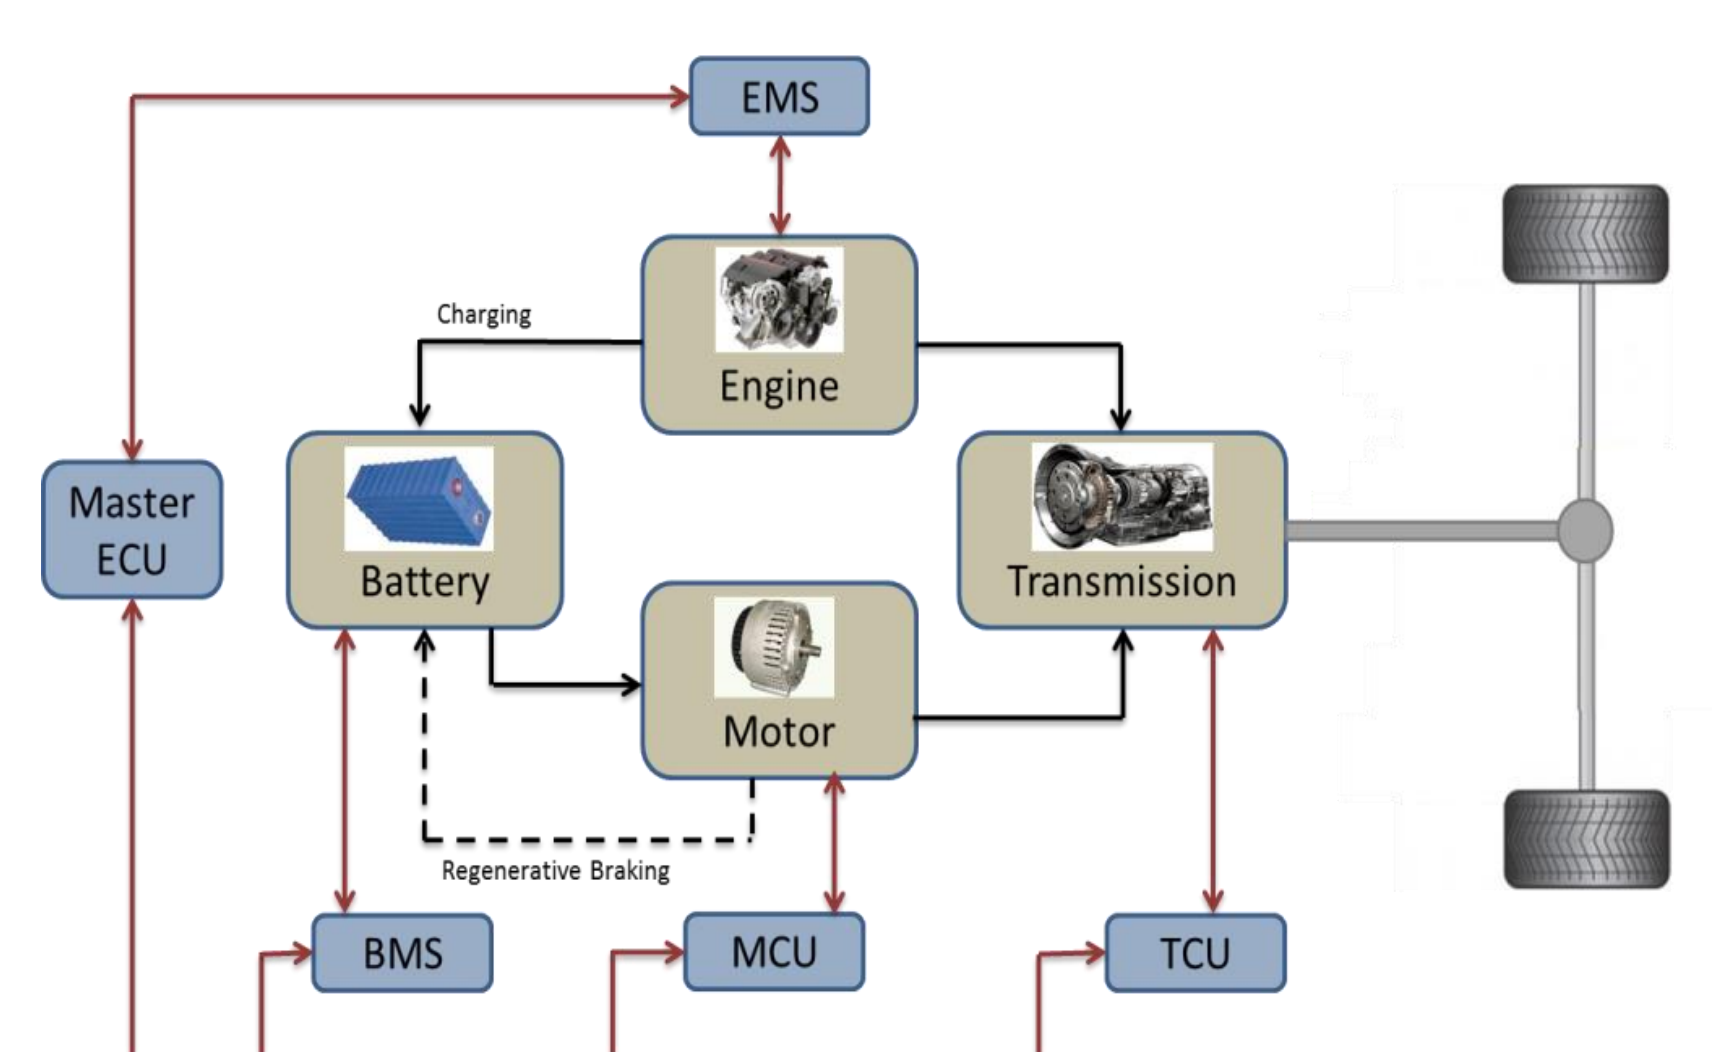 EMS
Charging
Engine
Master
ECU
Battery
Transmission
Motor
Regenerative Braking
BMS
MCU
TCU